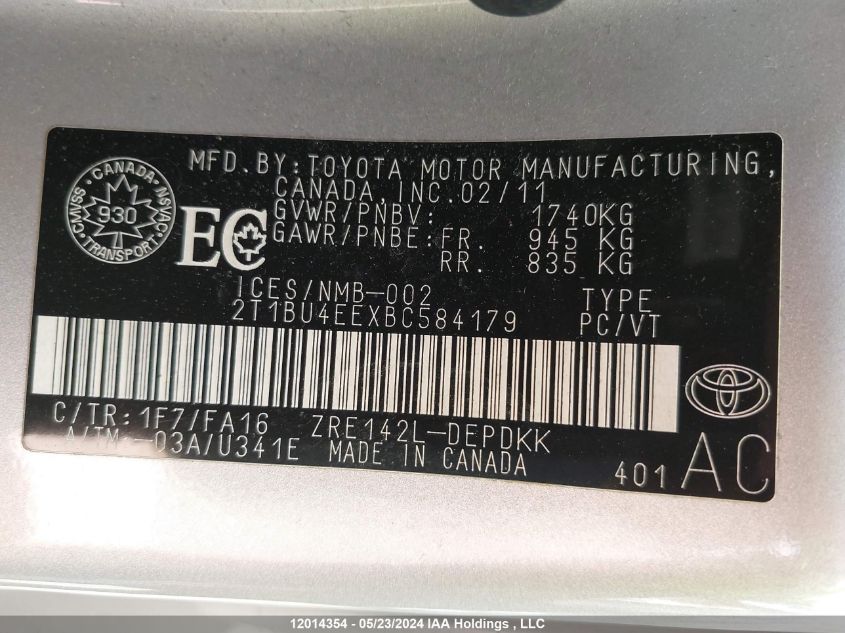 MFD.BY:TOYOTA MOTOR MANUFACTURING,
CANADA,INC.02/11
GVWR/PNBV: 1740KG
GAWR/PNBE:FR. 945 KG
RR. 835 KG
CANADA
CMVSS · NSVAC
930
TRANSPORT
EC
ICES/NMB-002 TYPE
2T1BU4EEXBC584179 PC/VT
C/TR:1F7/FA16 ZRE142L-DEPDKK
A/TM -03A/U341E MADE IN CANADA
401 AC
12014354 — 05/23/2024 IAA Holdings , LLC